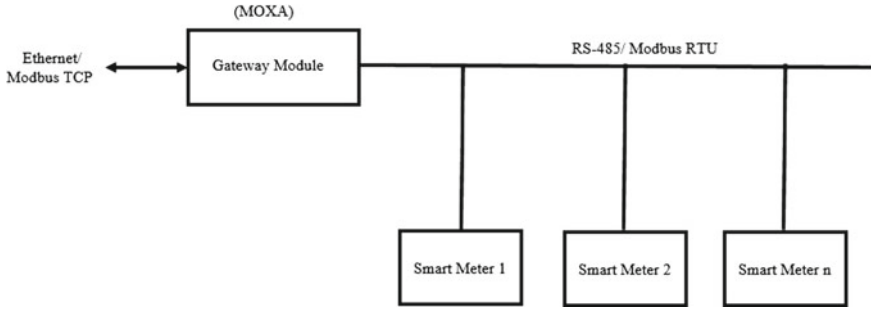 (MOXA)
Ethernet/
Modbus TCP
Gateway Module
RS-485/ Modbus RTU
Smart Meter 1
Smart Meter 2
Smart Meter n